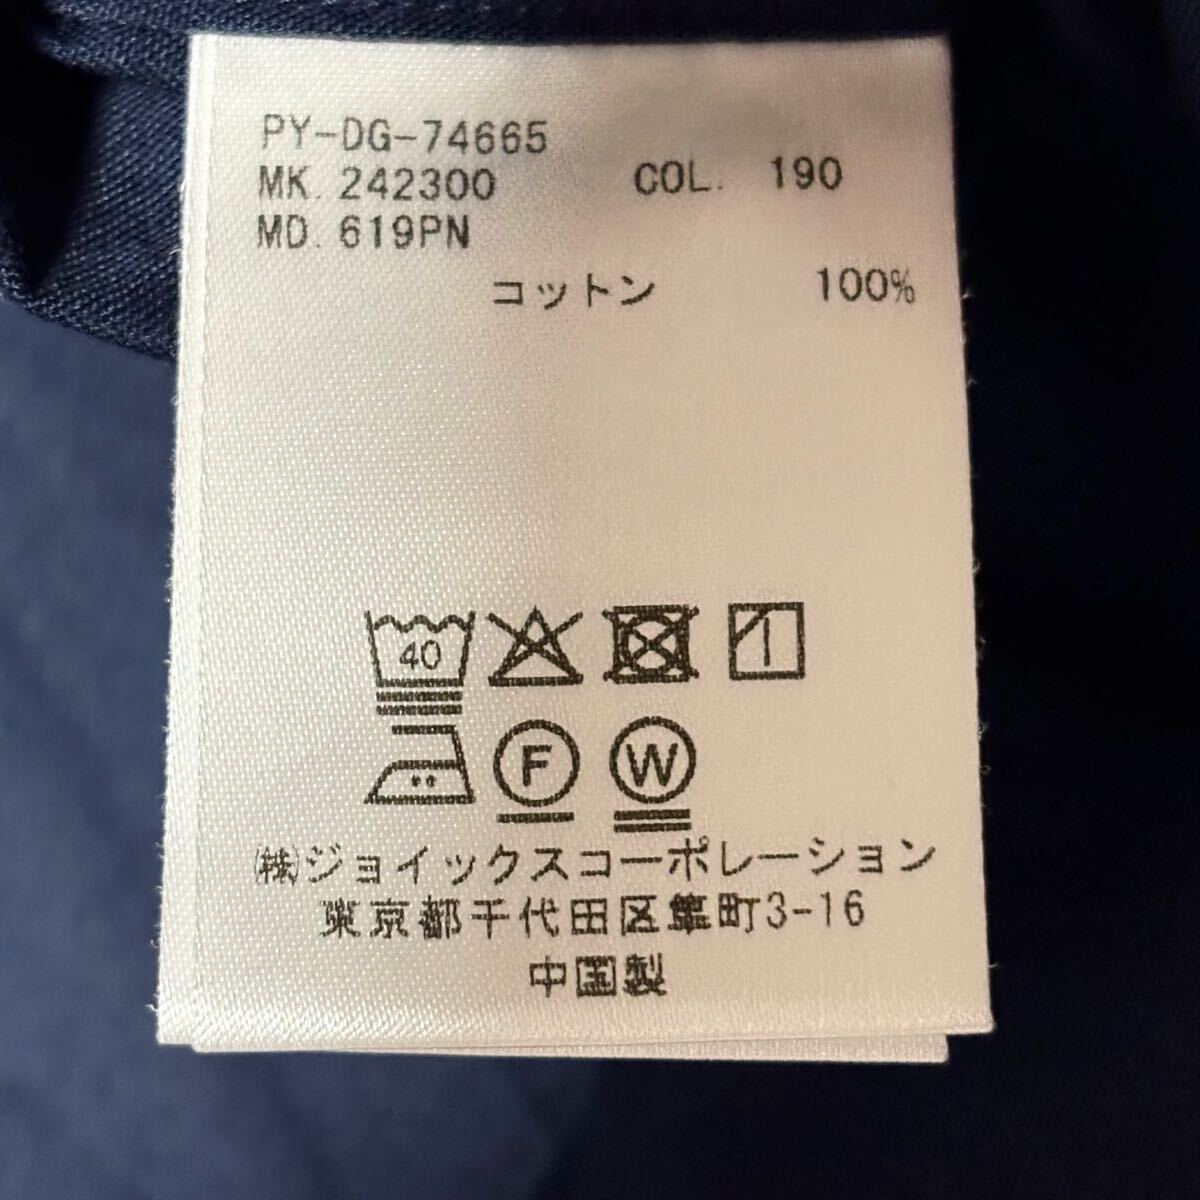 PY-DG-74665
MK. 242300 COL. 190
MD. 619PN
コットン 100%
40
F W
㈱ジョイックスコーポレーション
東京都千代田区隼町3-16
中国製